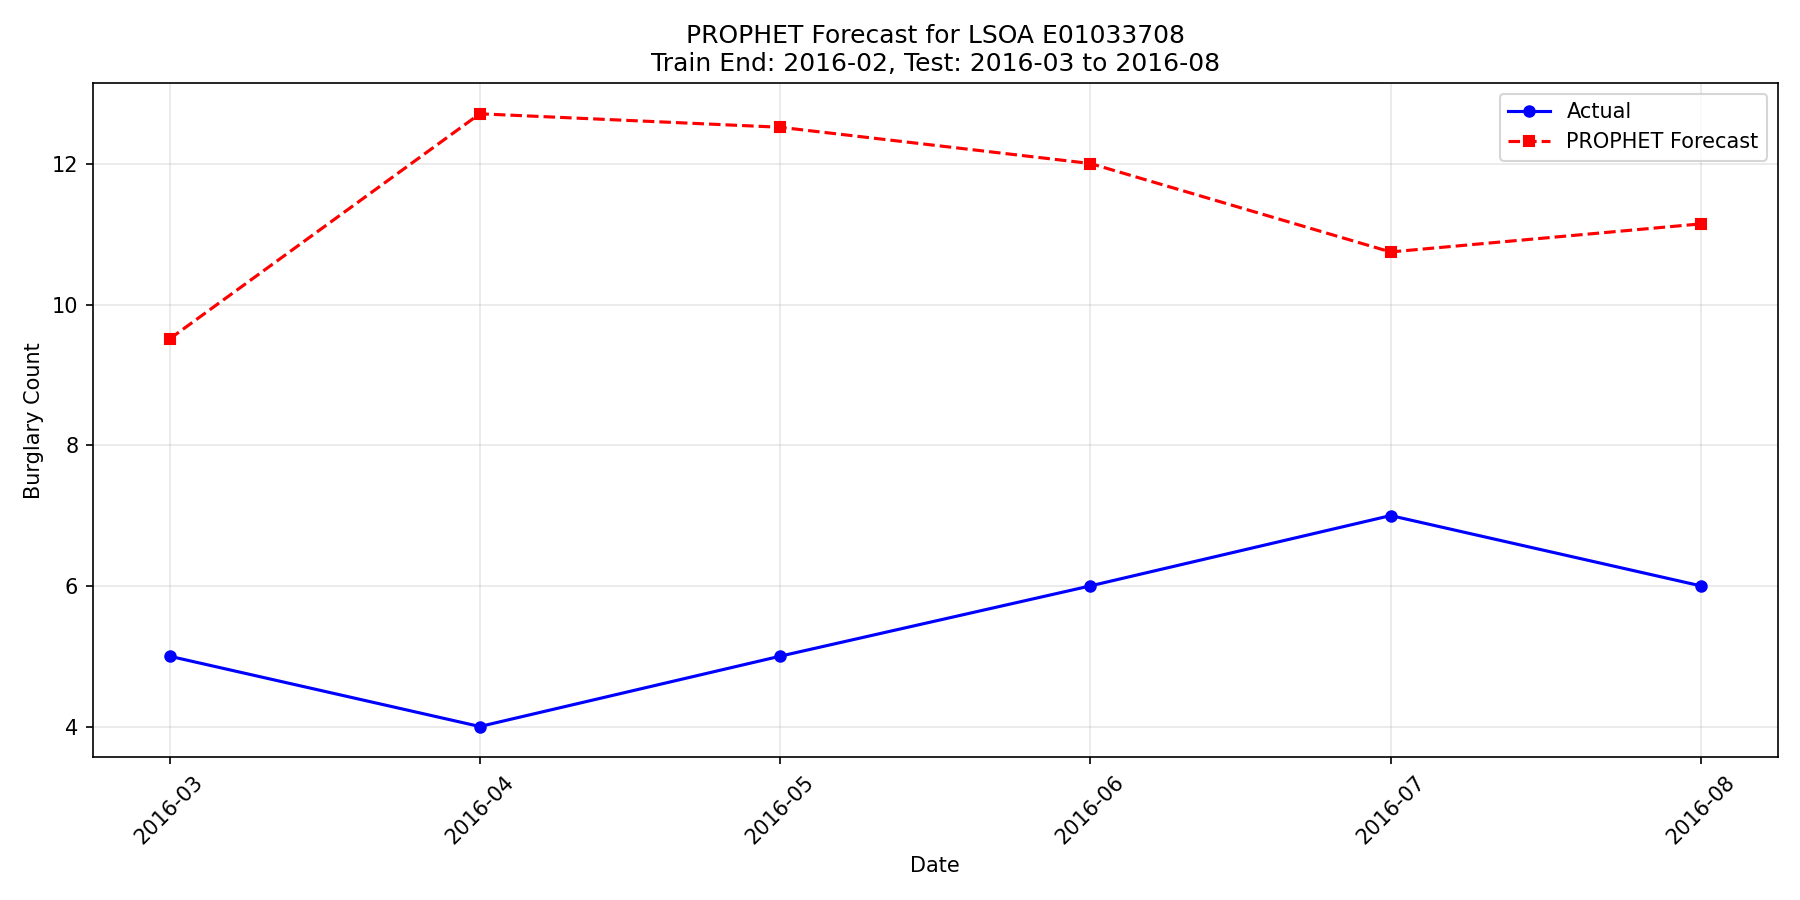 PROPHET Forecast for LSOA E01033708
Train End: 2016-02, Test: 2016-03 to 2016-08
Actual
PROPHET Forecast
Burglary Count
12
10
8
6
4
2016-03
2016-04
2016-05
2016-06
2016-07
2016-08
Date